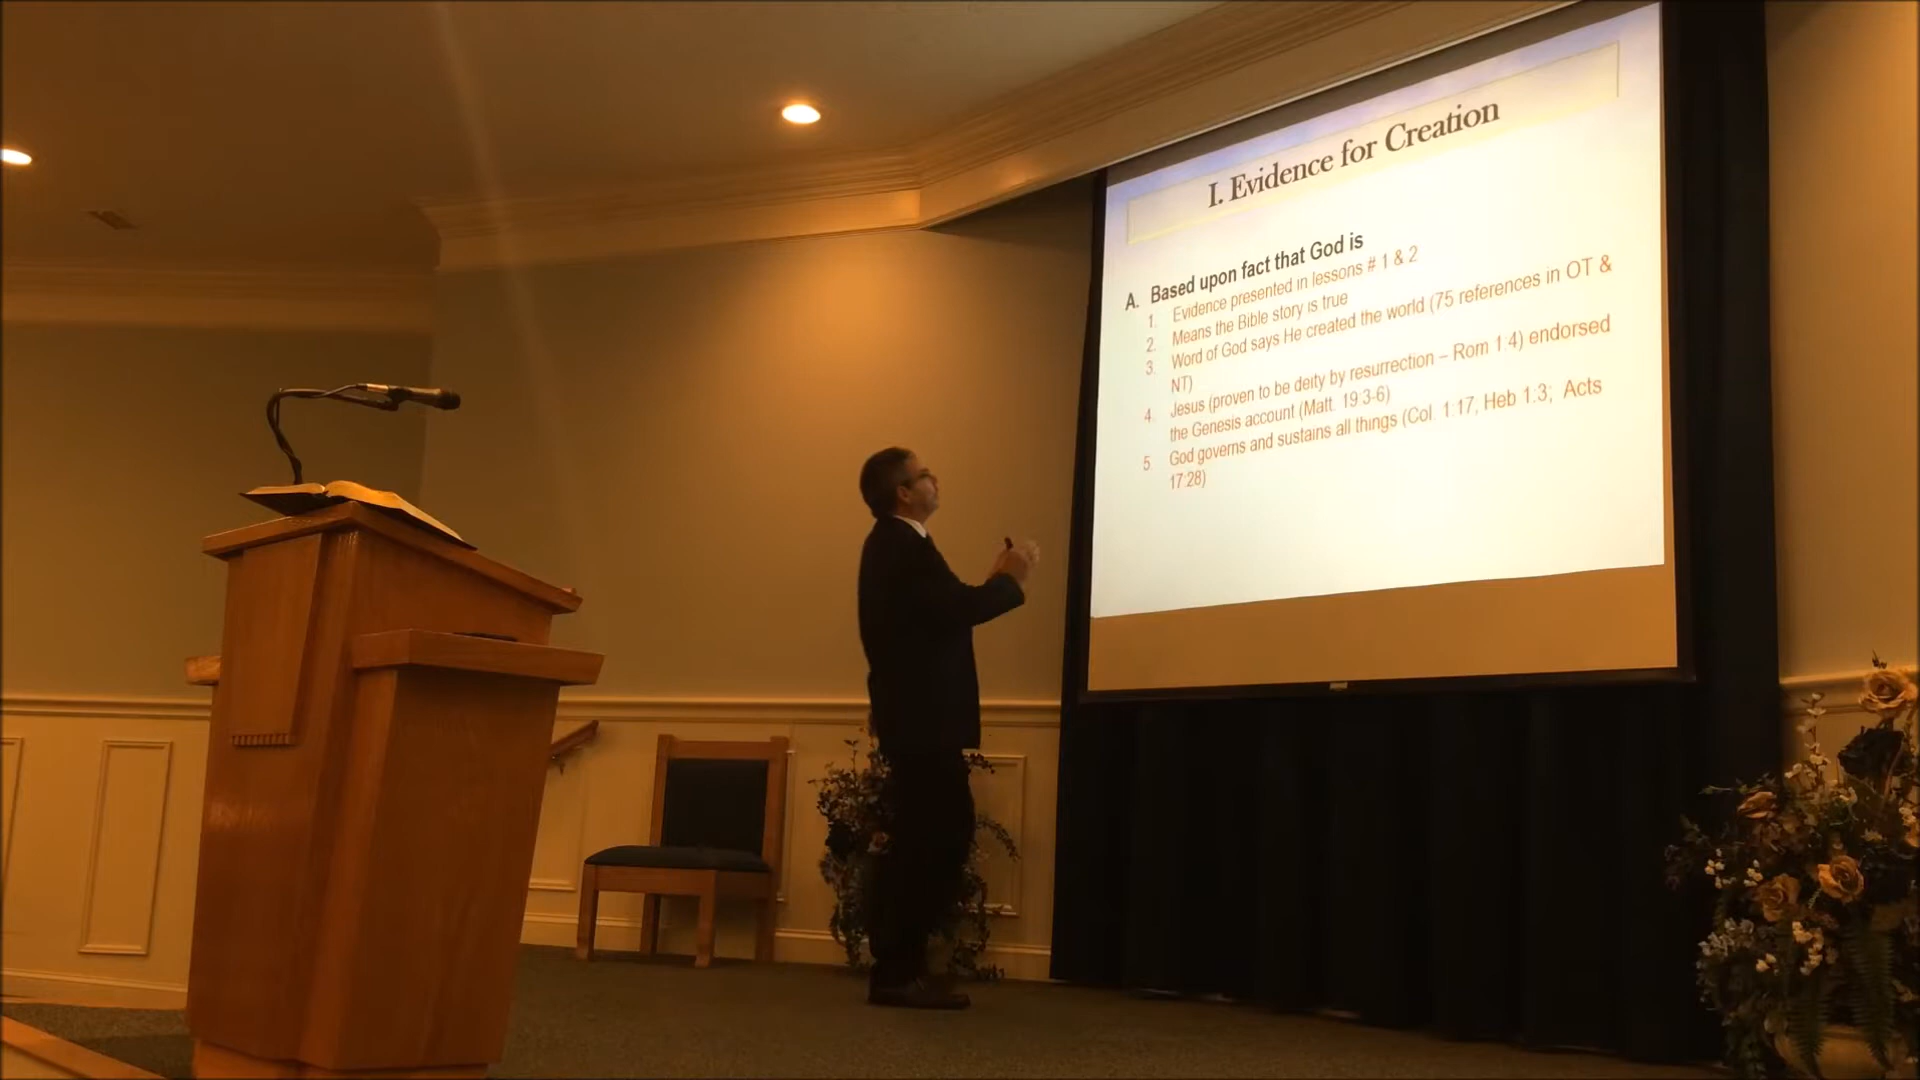 I. Evidence for Creation
A. Based upon fact that God is
1. Evidence presented in lessons # 1 & 2
2. Means the Bible story is true
3. Word of God says He created the world (75 references in OT &
NT)
4. Jesus (proven to be deity by resurrection – Rom 1:4) endorsed
the Genesis account (Matt. 19:3-6)
5. God governs and sustains all things (Col. 1:17, Heb 1:3; Acts
17:28)